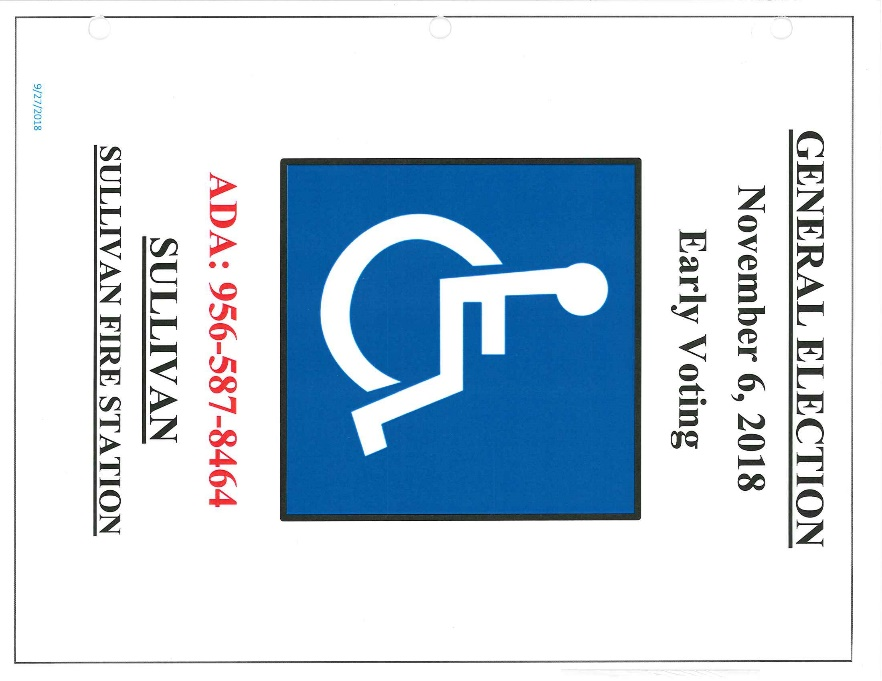 GENERAL ELECTION
November 6, 2018
Early Voting
ADA: 956-587-8464
SULLIVAN
SULLIVAN FIRE STATION
9/27/2018